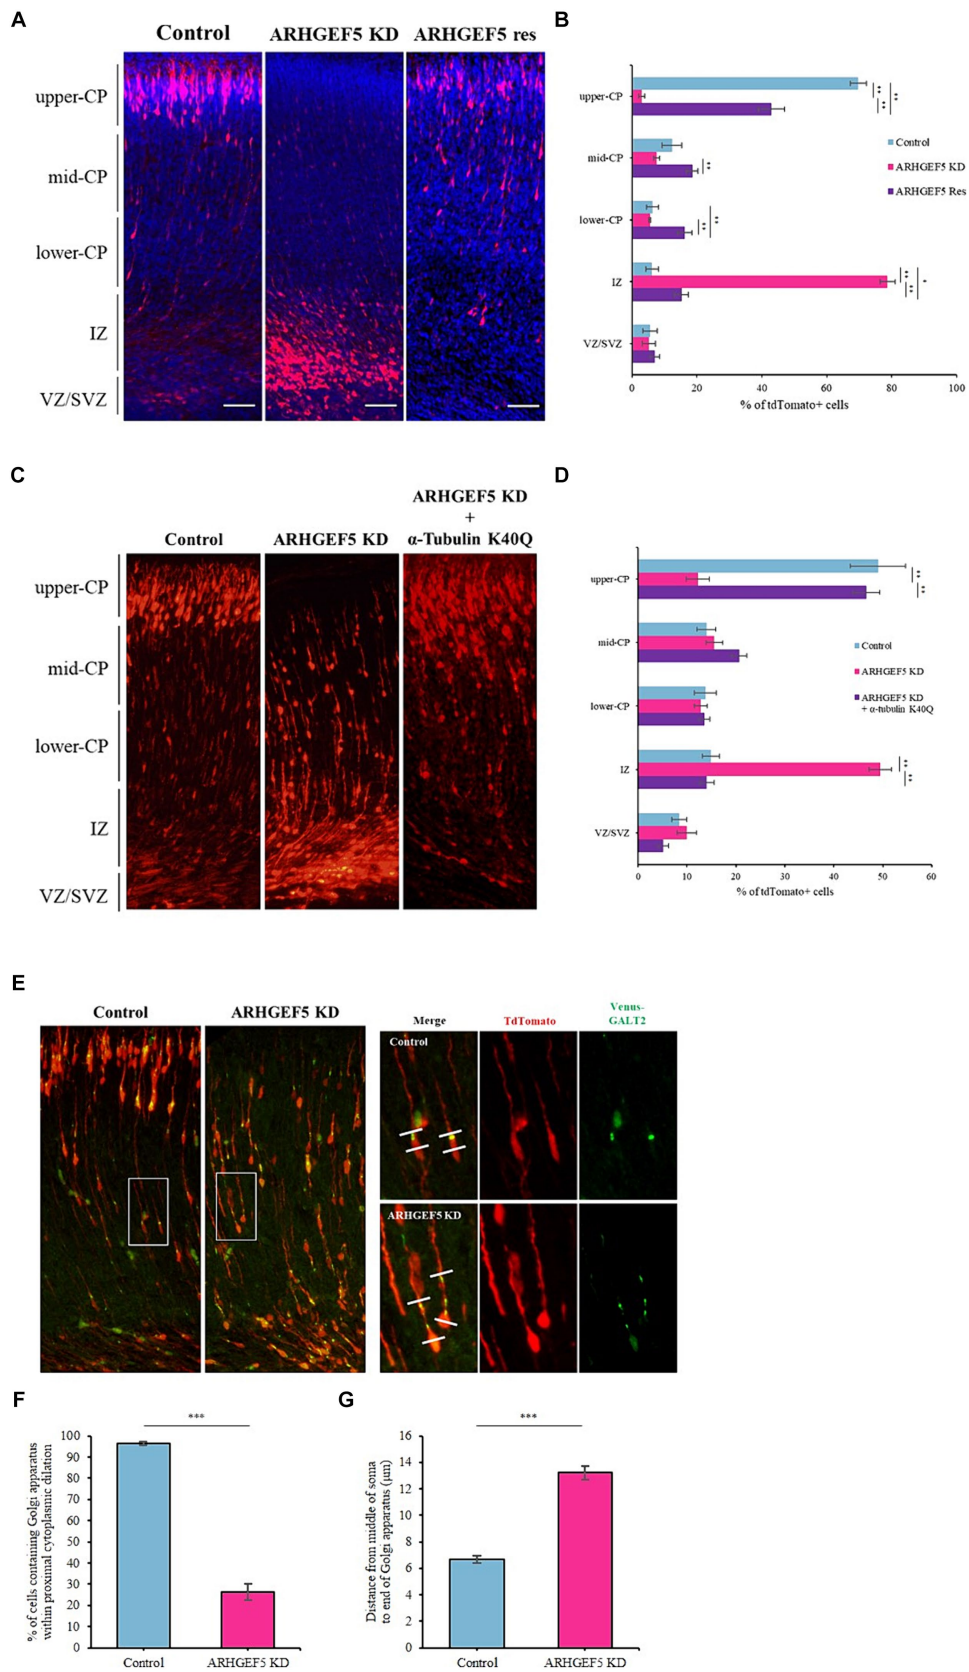 A
Control
ARHGEF5 KD
ARHGEF5 res
upper-CP
mid-CP
lower-CP
IZ
VZ/SVZ
B
upper-CP
mid-CP
lower-CP
IZ
VZ/SVZ
**
**
**
**
**
**
**
**
*
Control
ARHGEF5 KD
ARHGEF5 Res
0
20
40
60
80
100
% of tdTomato+ cells
C
Control
ARHGEF5 KD
ARHGEF5 KD
+
α-Tubulin K40Q
upper-CP
mid-CP
lower-CP
IZ
VZ/SVZ
D
upper-CP
mid-CP
lower-CP
IZ
VZ/SVZ
**
**
**
**
Control
ARHGEF5 KD
ARHGEF5 KD
+ α-tubulin K40Q
0
10
20
30
40
50
60
% of tdTomato+ cells
E
Control
ARHGEF5 KD
Merge
TdTomato
Venus-
GALT2
Control
ARHGEF5 KD
F
***
% of cells containing Golgi apparatus
within proximal cytoplasmic dilation
100
90
80
70
60
50
40
30
20
10
0
Control
ARHGEF5 KD
G
***
Distance from middle of soma
to end of Golgi apparatus (μm)
16
14
12
10
8
6
4
2
0
Control
ARHGEF5 KD